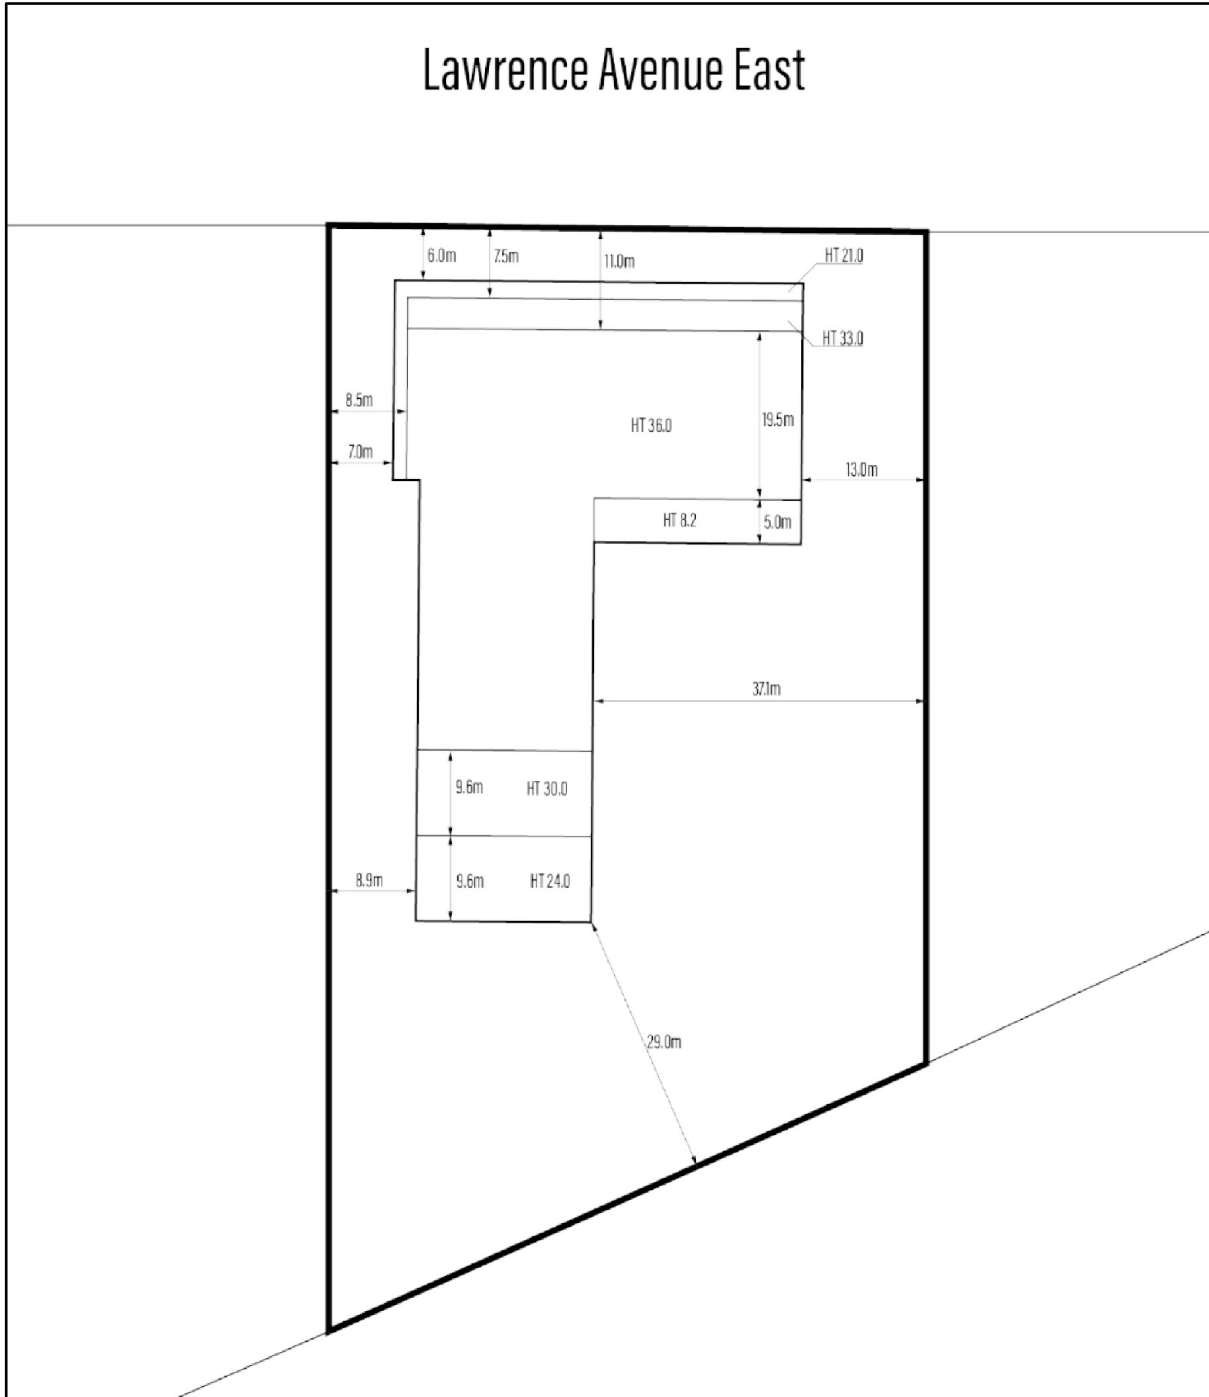 Lawrence Avenue East
6.0m
7.5m
11.0m
HT 21.0
HT 33.0
8.5m
HT 36.0
19.5m
7.0m
13.0m
HT 8.2
5.0m
37.1m
9.6m
HT 30.0
8.9m
9.6m
HT 24.0
29.0m